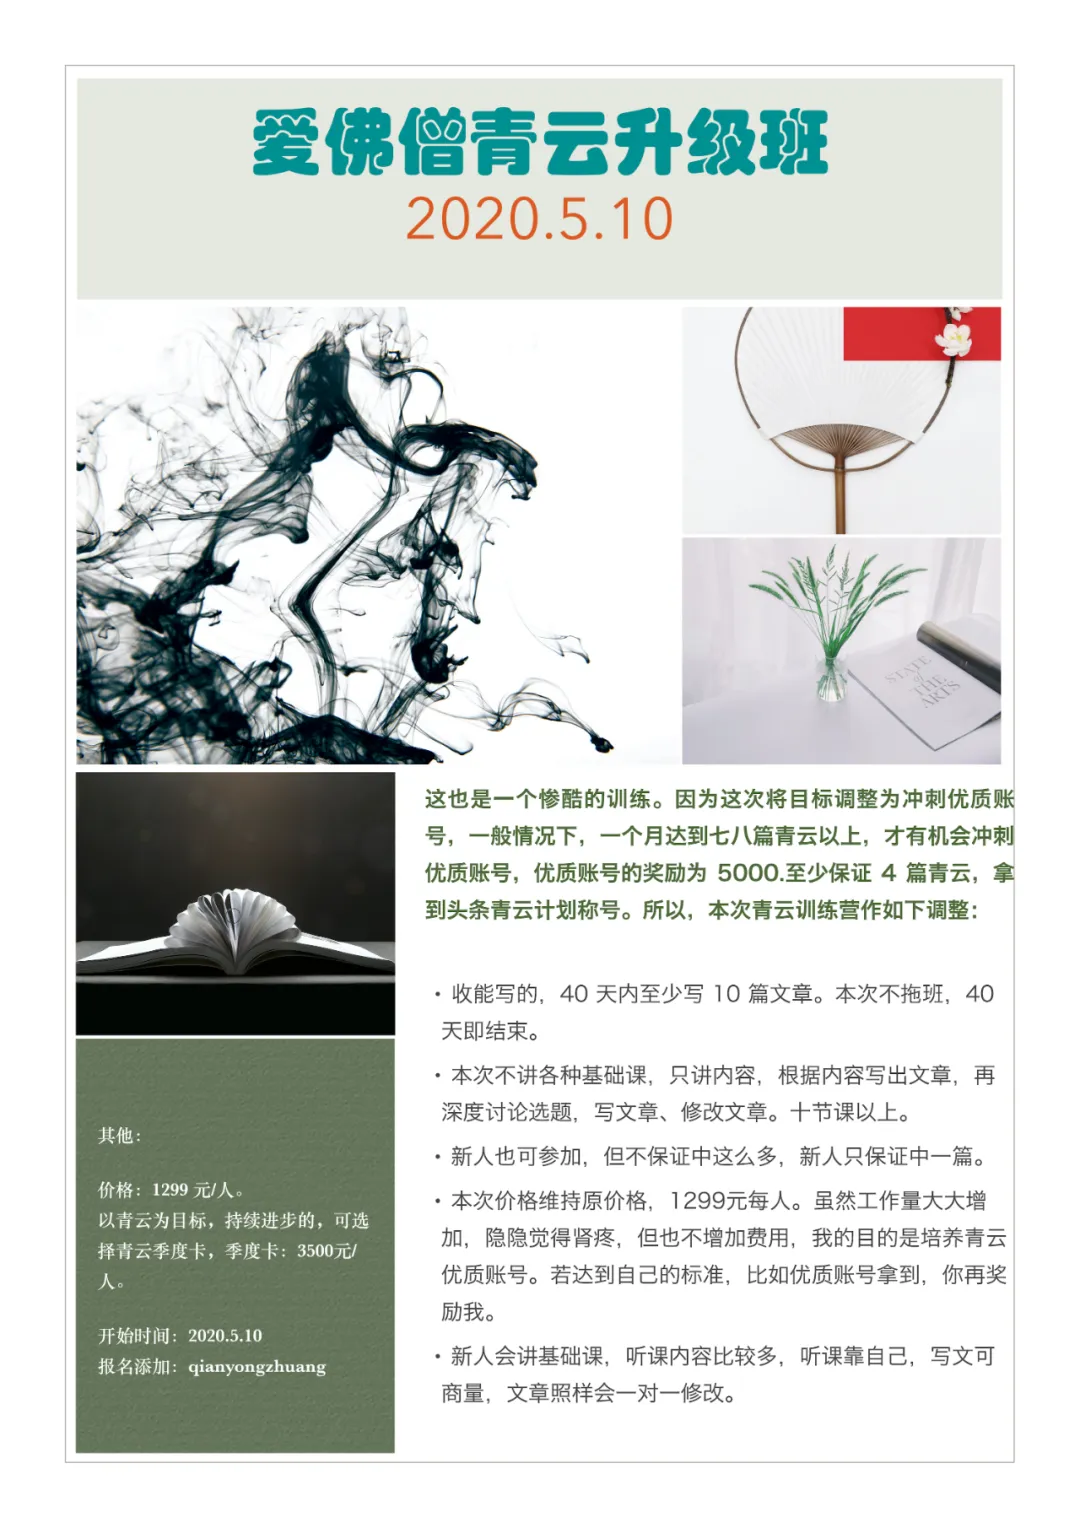 爱佛僧青云升级班
2020.5.10
STATE
of
THE
ARTS
这也是一个惨酷的训练。因为这次将目标调整为冲刺优质账
号，一般情况下，一个月达到七八篇青云以上，才有机会冲刺
优质账号，优质账号的奖励为 5000.至少保证 4 篇青云，拿
到头条青云计划称号。所以，本次青云训练营作如下调整：
• 收能写的，40 天内至少写 10 篇文章。本次不拖班，40
天即结束。
• 本次不讲各种基础课，只讲内容，根据内容写出文章，再
深度讨论选题，写文章、修改文章。十节课以上。
• 新人也可参加，但不保证中这么多，新人只保证中一篇。
• 本次价格维持原价格，1299元每人。虽然工作量大大增
加，隐隐觉得肾疼，但也不增加费用，我的目的是培养青云
优质账号。若达到自己的标准，比如优质账号拿到，你再奖
励我。
• 新人会讲基础课，听课内容比较多，听课靠自己，写文可
商量，文章照样会一对一修改。
其他：
价格：1299 元/人。
以青云为目标，持续进步的，可选
择青云季度卡，季度卡：3500元/
人。
开始时间：2020.5.10
报名添加：qianyongzhuang